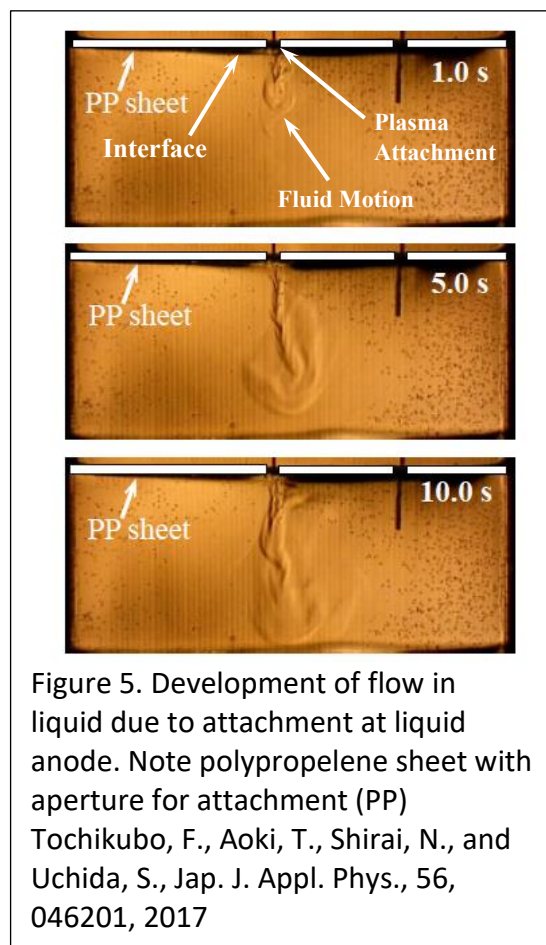 1.0 s
PP sheet
Plasma
Attachment
Interface
Fluid Motion
5.0 s
PP sheet
10.0 s
PP sheet
Figure 5. Development of flow in
liquid due to attachment at liquid
anode. Note polypropelene sheet with
aperture for attachment (PP)
Tochikubo, F., Aoki, T., Shirai, N., and
Uchida, S., Jap. J. Appl. Phys., 56,
046201, 2017